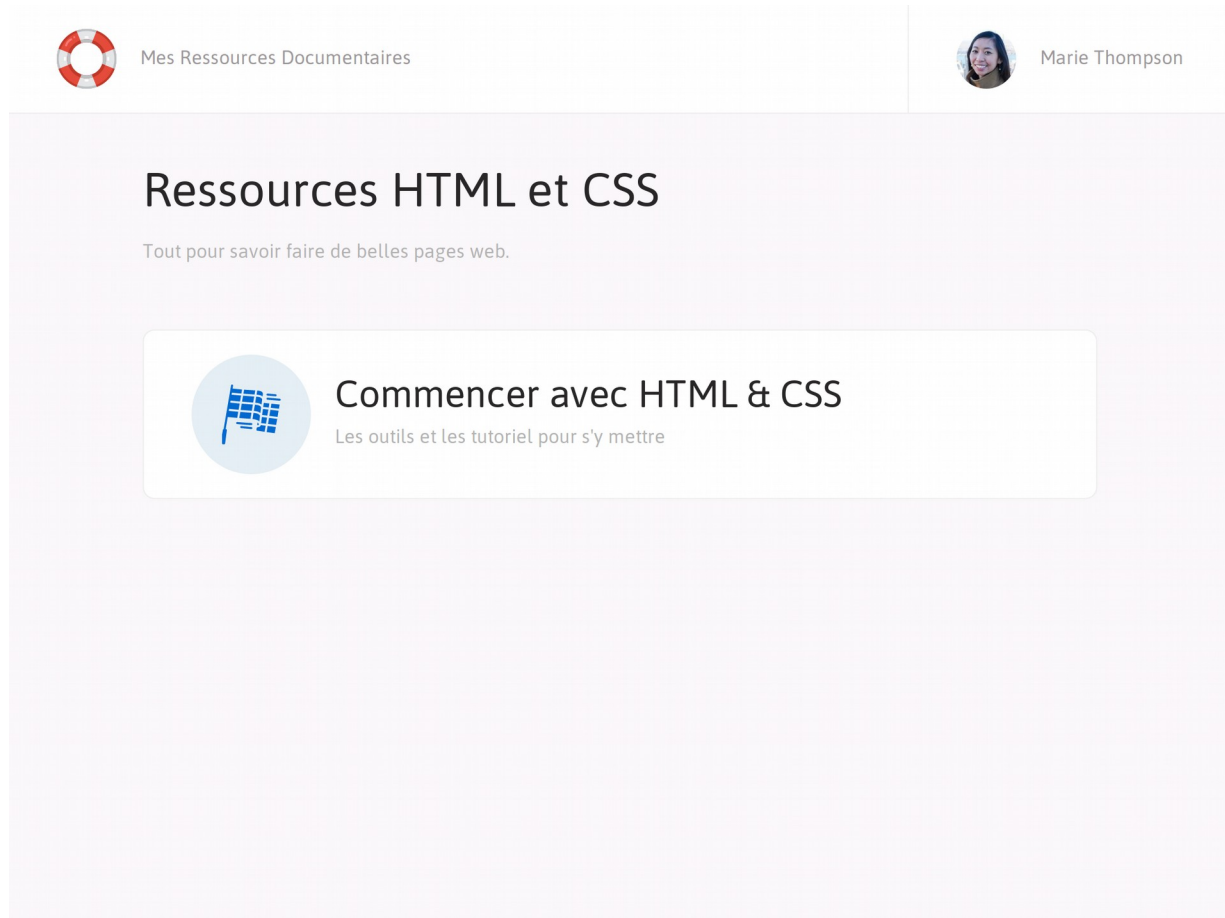 Mes Ressources Documentaires
Marie Thompson
Ressources HTML et CSS
Tout pour savoir faire de belles pages web.
Commencer avec HTML & CSS
Les outils et les tutoriel pour s'y mettre